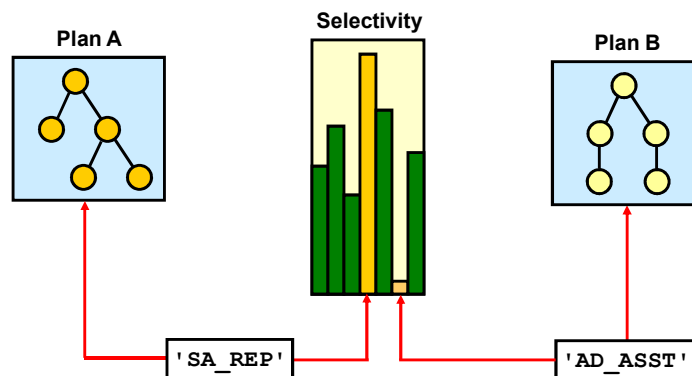 Plan A
Selectivity
Plan B
'SA_REP'
'AD_ASST'